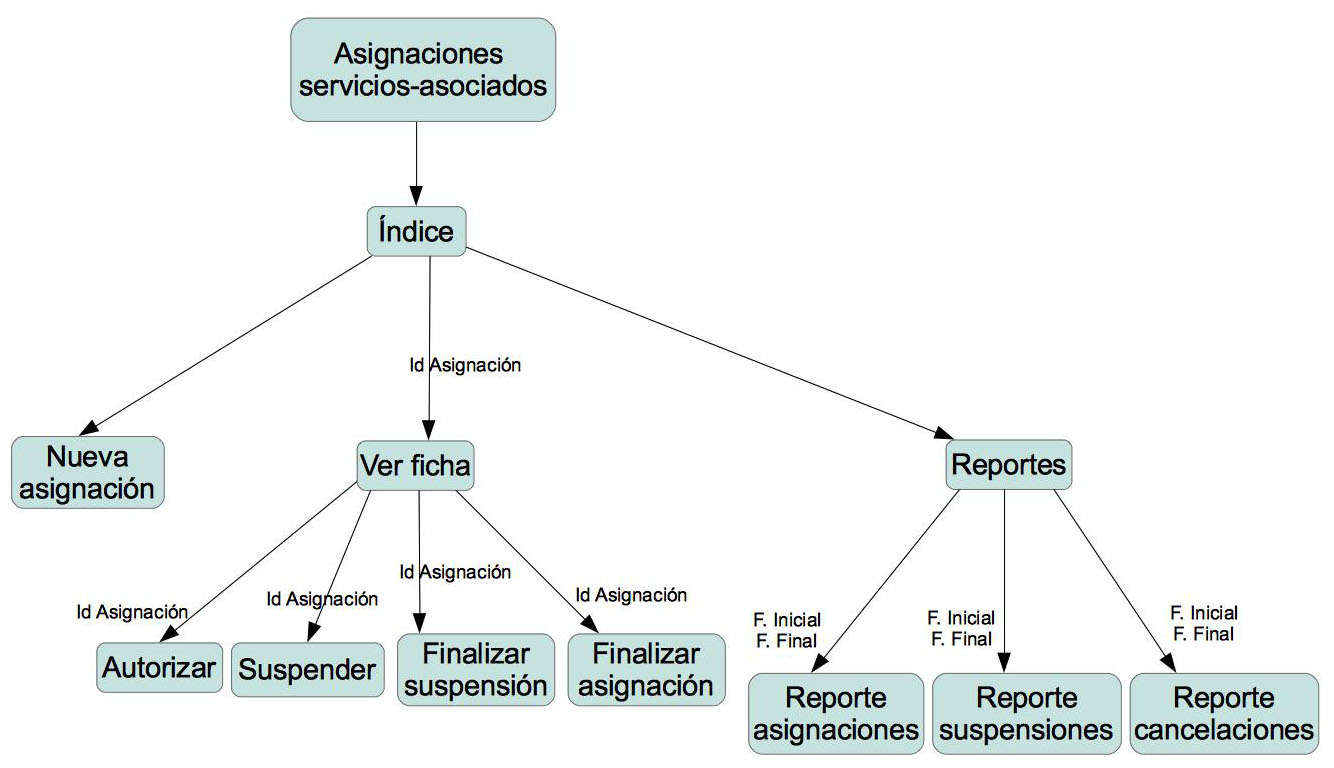 Asignaciones
servicios-asociados
Índice
Id Asignación
Nueva
asignación
Ver ficha
Reportes
Id Asignación
Id Asignación
Id Asignación
Id Asignación
F. Inicial
F. Final
F. Inicial
F. Final
F. Inicial
F. Final
Autorizar
Suspender
Finalizar
suspensión
Finalizar
asignación
Reporte
asignaciones
Reporte
suspensiones
Reporte
cancelaciones